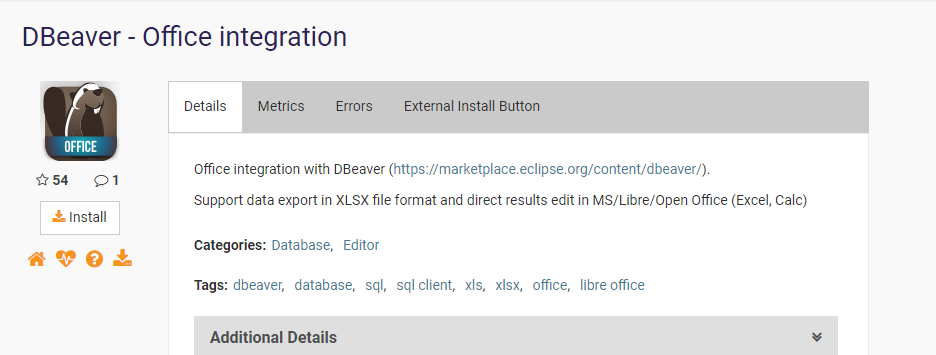 DBeaver - Office integration
OFFICE
54 1
Install
Details Metrics Errors External Install Button
Office integration with DBeaver (https://marketplace.eclipse.org/content/dbeaver/).
Support data export in XLSX file format and direct results edit in MS/Libre/Open Office (Excel, Calc)
Categories: Database, Editor
Tags: dbeaver, database, sql, sql client, xls, xlsx, office, libre office
Additional Details